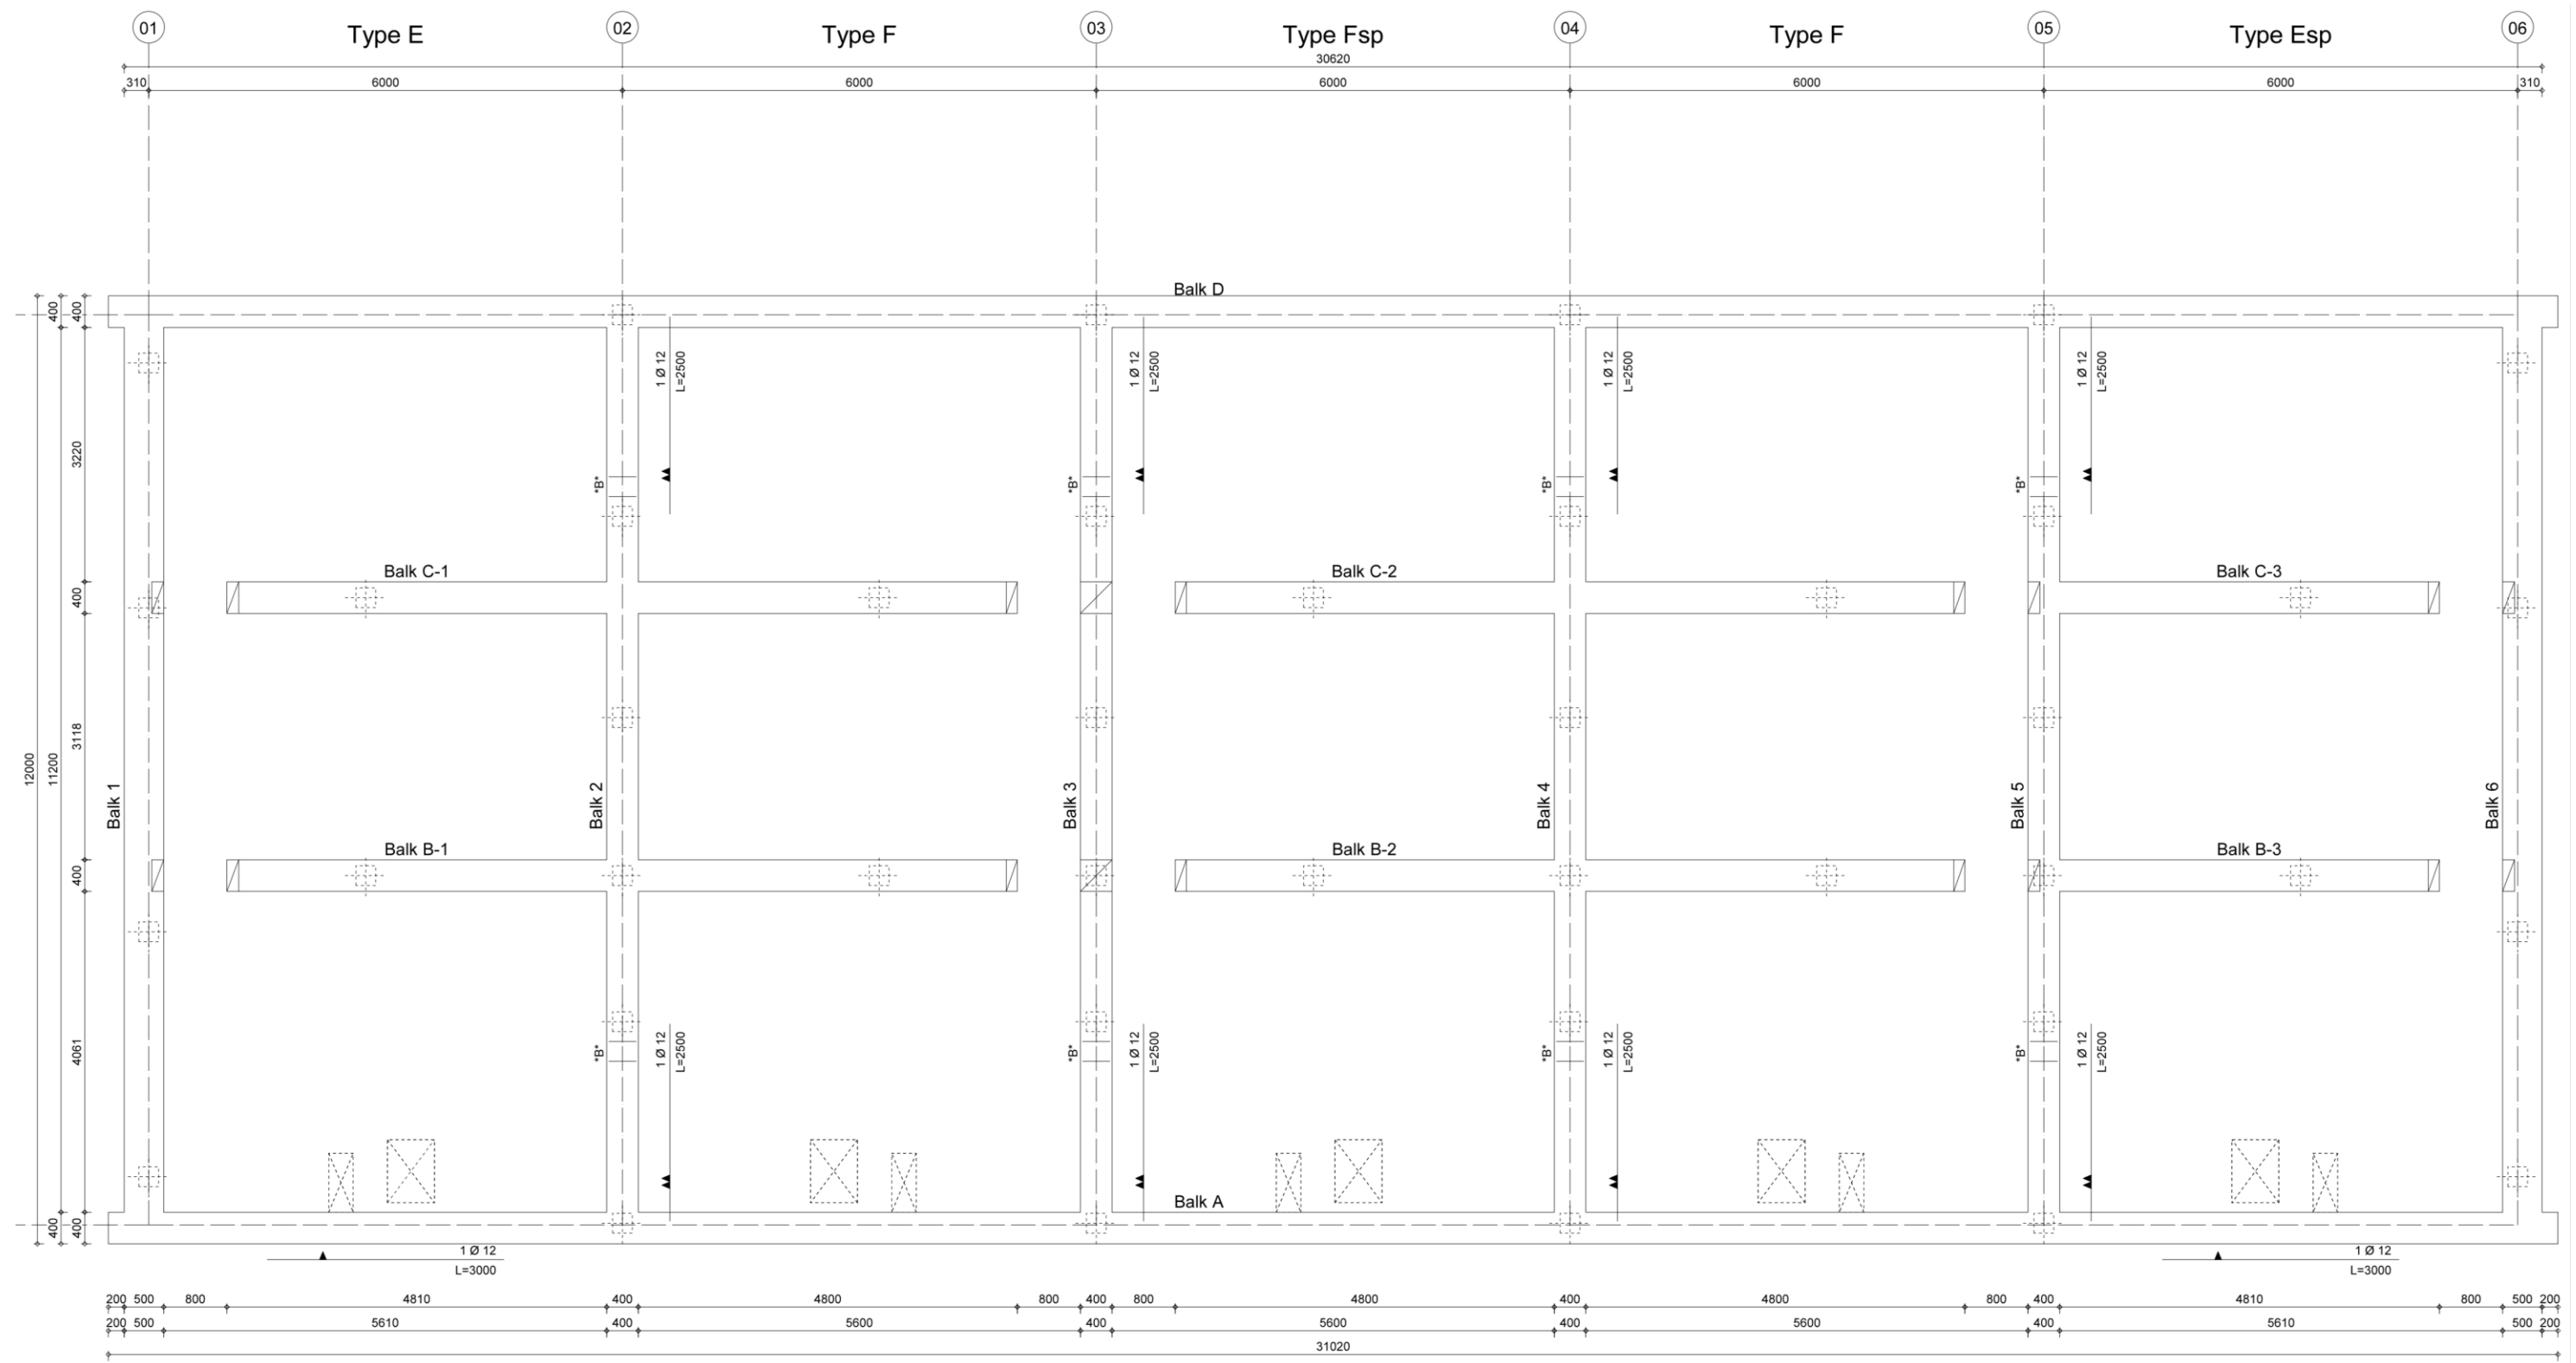 01 Type E 02 Type F 03 Type Fsp 04 Type F 05 Type Esp 06
30620
310 6000 6000 6000 6000 6000 310
Balk D
400 400
1 Ø 12 L=2500 1 Ø 12 L=2500 1 Ø 12 L=2500 1 Ø 12 L=2500
3220
*B* *B* *B* *B*
Balk C-1 Balk C-2 Balk C-3
400
3118
12000 11200
Balk 1 Balk 2 Balk 3 Balk 4 Balk 5 Balk 6
Balk B-1 Balk B-2 Balk B-3
400
4061
*B* *B* *B* *B*
1 Ø 12 L=2500 1 Ø 12 L=2500 1 Ø 12 L=2500 1 Ø 12 L=2500
Balk A
400 400
1 Ø 12 1 Ø 12
L=3000 L=3000
200 500 800 4810 400 4800 800 400 800 4800 400 4800 800 400 4810 800 500 200
200 500 5610 400 5600 400 5600 400 5600 400 5610 500 200
31020